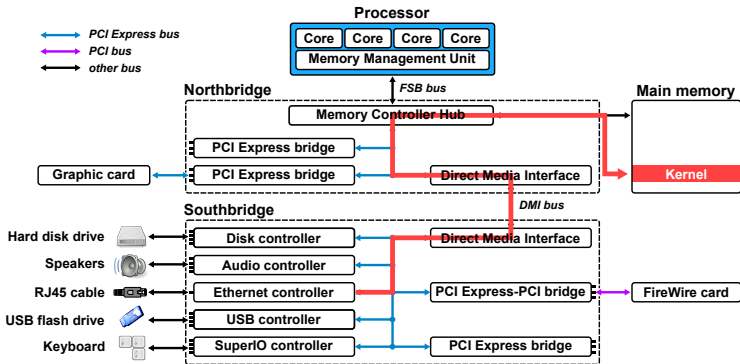 Processor
PCI Express bus
PCI bus
other bus
Core Core Core Core
Memory Management Unit
FSB bus
Northbridge
Main memory
Memory Controller Hub
PCI Express bridge
Graphic card
PCI Express bridge
Direct Media Interface
Kernel
DMI bus
Southbridge
Hard disk drive
Disk controller
Direct Media Interface
Speakers
Audio controller
RJ45 cable
Ethernet controller
PCI Express-PCI bridge
FireWire card
USB flash drive
USB controller
Keyboard
SuperIO controller
PCI Express bridge